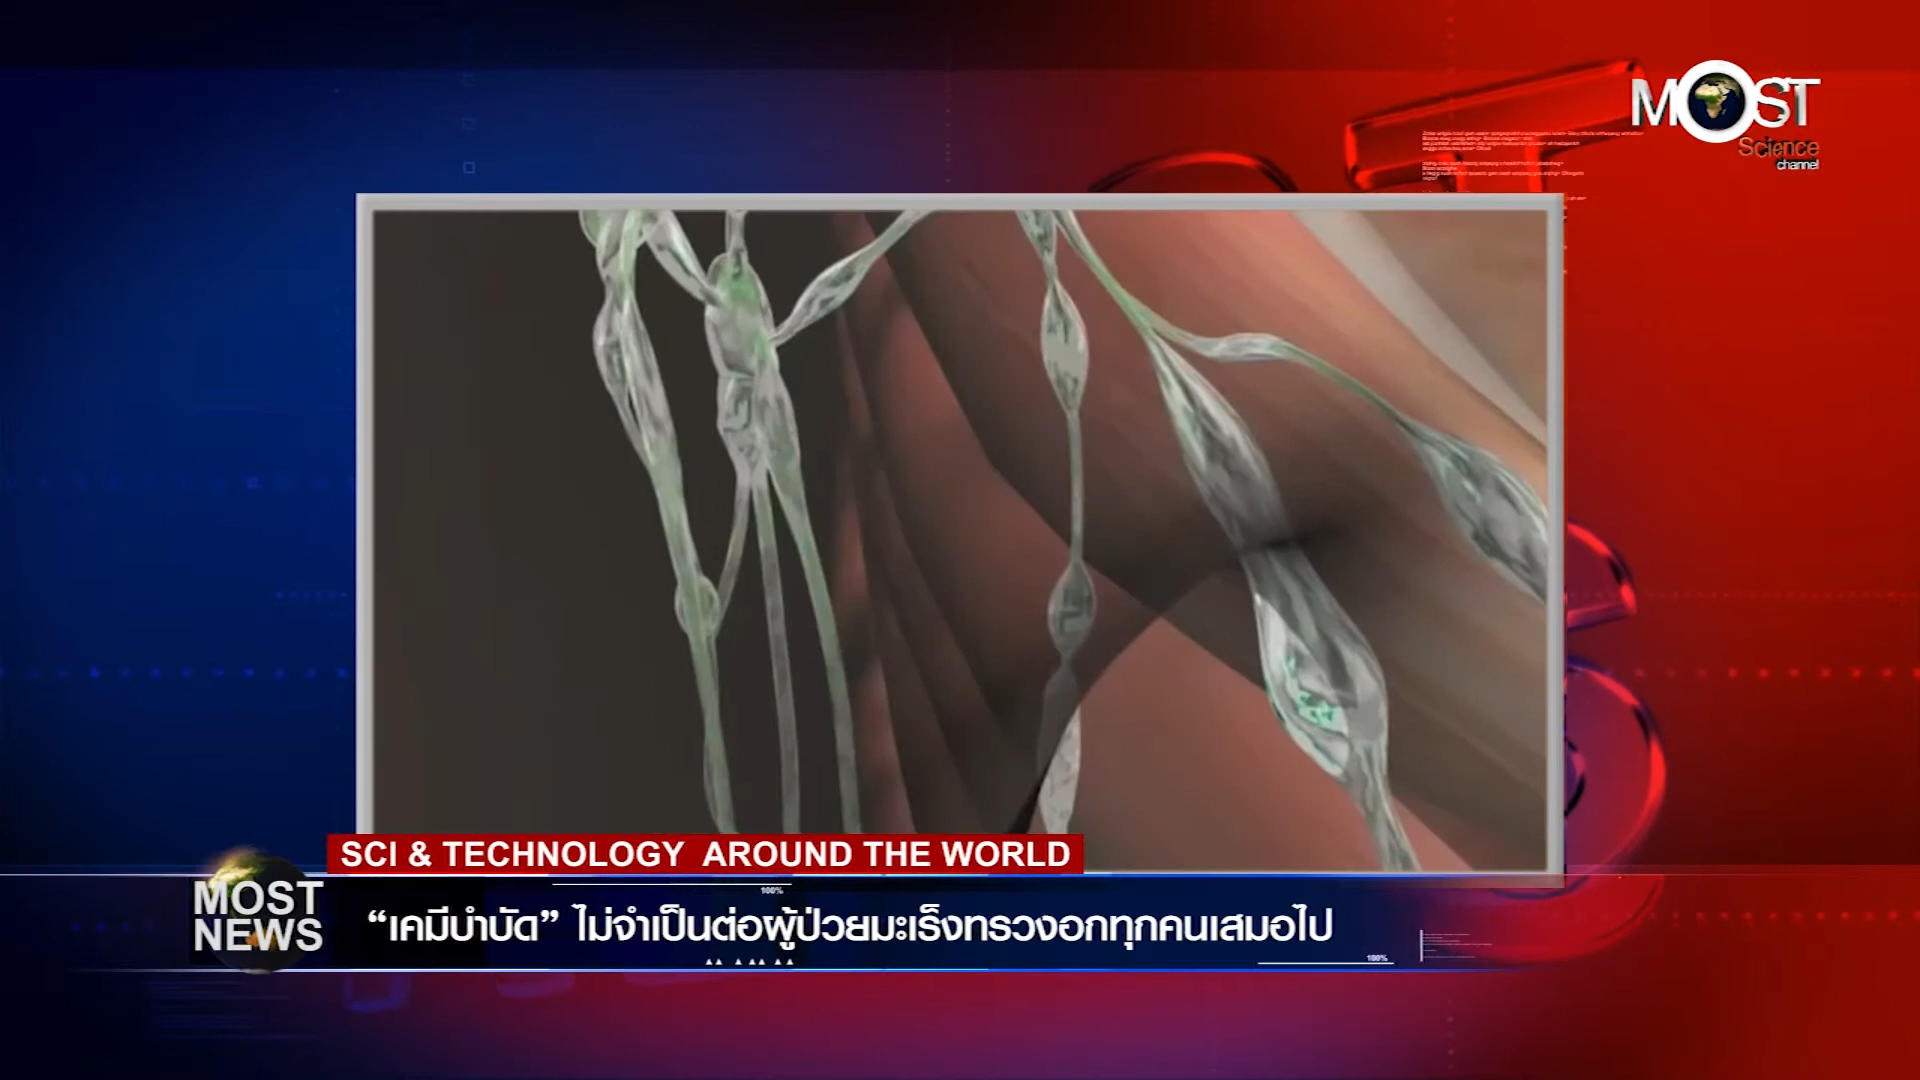 MOST
Science
channel
SCI & TECHNOLOGY AROUND THE WORLD
MOST
NEWS
100%
“เคมีบำบัด” ไม่จำเป็นต่อผู้ป่วยมะเร็งทรวงอกทุกคนเสมอไป
100%